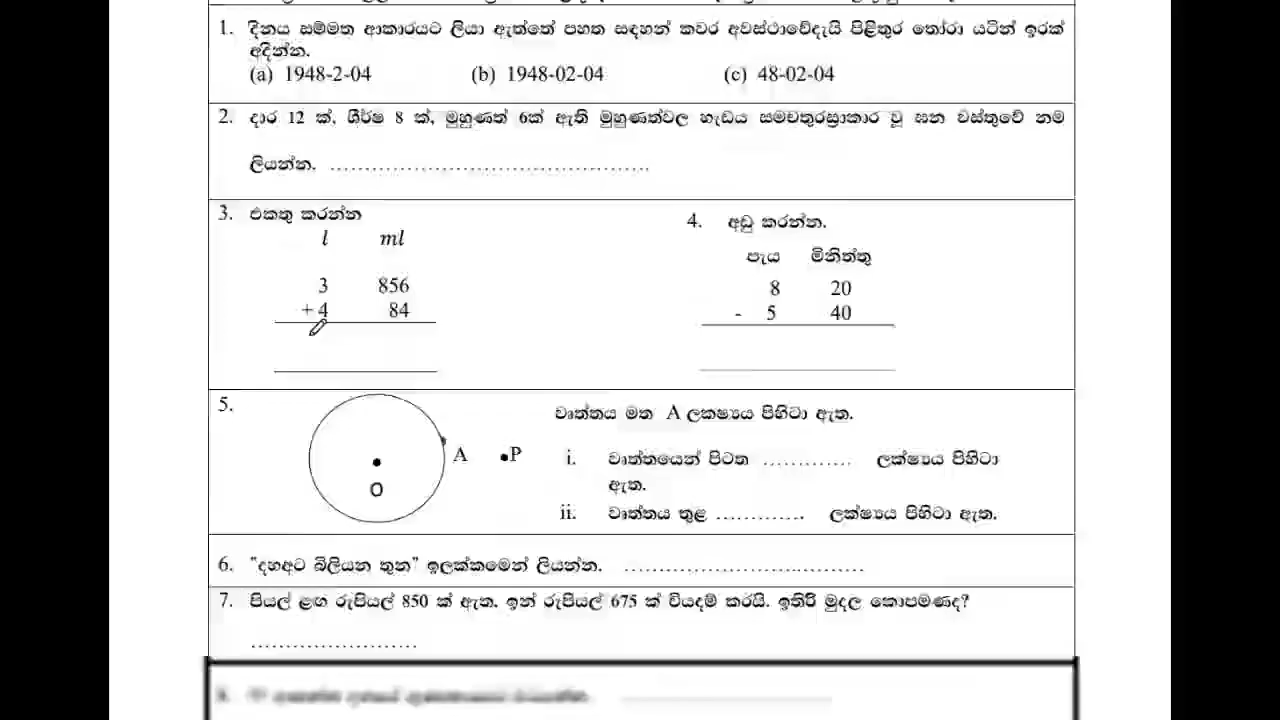 1. දිනය සම්මත ආකාරයට ලියා ඇත්තේ පහත සඳහන් කවර අවස්ථාවේදැයි පිළිතුර තෝරා යටින් ඉරක්
අදින්න.
(a) 1948-2-04 (b) 1948-02-04 (c) 48-02-04
2. දාර 12 ක්, ශීර්ෂ 8 ක්, මුහුණත් 6ක් ඇති මුහුණත්වල හැඩය සමචතුරස්‍රාකාර වූ ඝන වස්තුවේ නම
ලියන්න. ..............................................
3. එකතු කරන්න
l ml
3 856
+ 4 84
4. අඩු කරන්න.
පැය මිනිත්තු
8 20
- 5 40
5.
A
P
O
වෘත්තය මත A ලක්‍ෂ්‍යය පිහිටා ඇත.
i. වෘත්තයෙන් පිටත ............. ලක්ෂ්‍යය පිහිටා
ඇත.
ii. වෘත්තය තුළ ............. ලක්ෂ්‍යය පිහිටා ඇත.
6. "දහඅට බිලියන තුන" ඉලක්කමෙන් ලියන්න. ..................................
7. පියල් ළඟ රුපියල් 850 ක් ඇත. ඉන් රුපියල් 675 ක් වියදම් කරයි. ඉතිරි මුදල කොපමණද?
........................